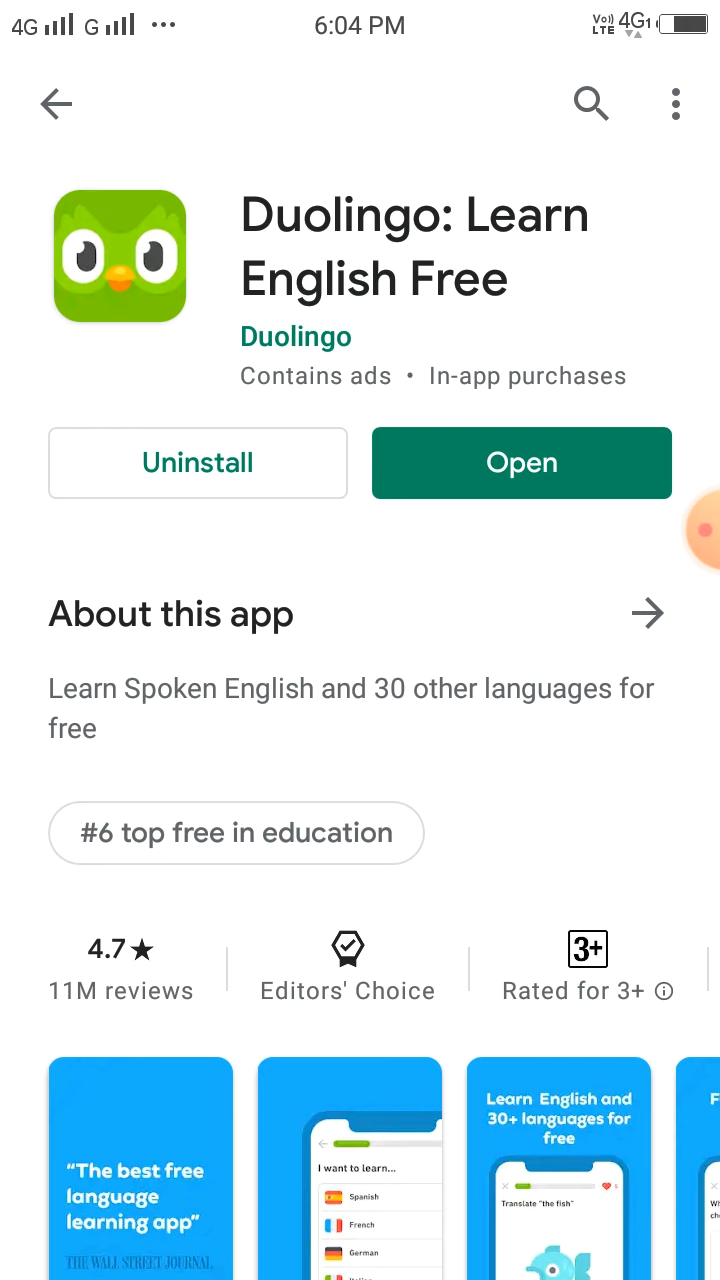 4G G ... 6:04 PM Vo) LTE 4G1
Duolingo: Learn
English Free
Duolingo
Contains ads • In-app purchases
Uninstall Open
About this app
Learn Spoken English and 30 other languages for
free
#6 top free in education
4.7★ 3+
11M reviews Editors' Choice Rated for 3+
"The best free
language
learning app"
THE WALL STREET JOURNAL
I want to learn...
Spanish
French
German
Learn English and
30+ languages for
free
Translate "the fish"